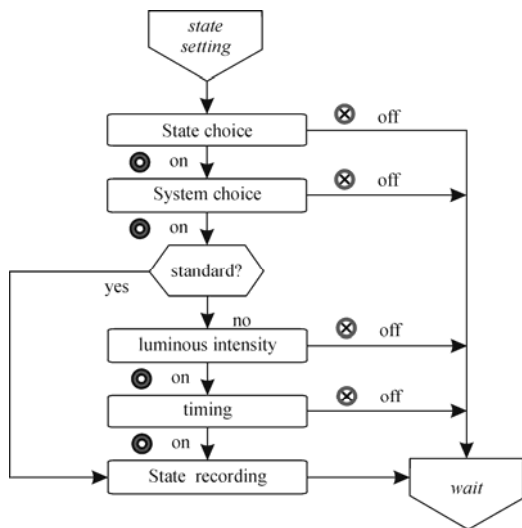 state
setting
State choice
off
on
System choice
off
on
standard?
yes
no
luminous intensity
off
on
timing
off
on
State recording
wait